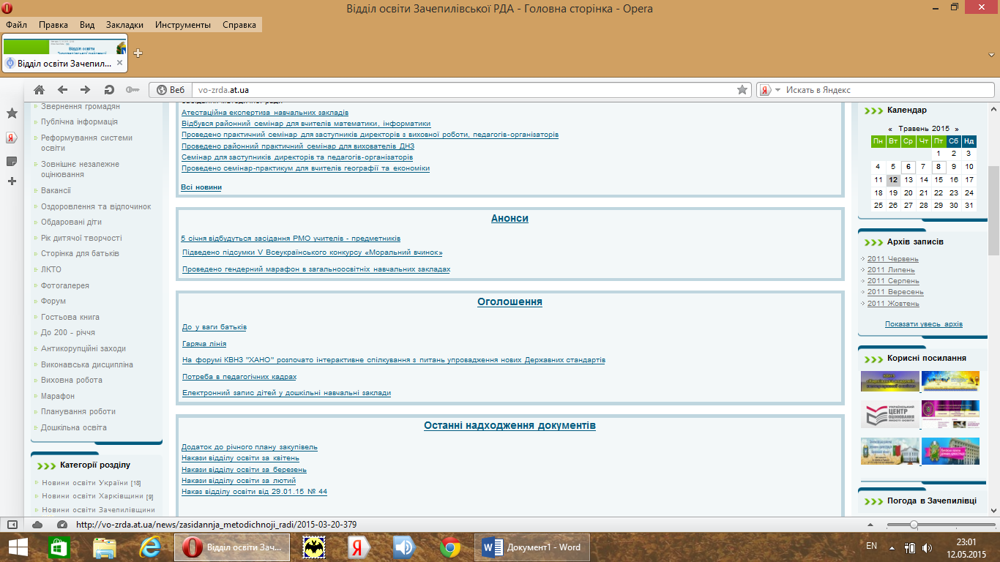 Відділ освіти Зачепилівської РДА - Головна сторінка - Opera
Файл Правка Вид Закладки Инструменты Справка
Відділ освіти Зачепил...
Веб vo-zrda.at.ua Искать в Яндекс
Звернення громадян
Публічна інформація
Реформування системи
освіти
Зовнішнє незалежне
оцінювання
Вакансії
Оздоровлення та відпочинок
Обдаровані діти
Рік дитячої творчості
Сторінка для батьків
ЛКТО
Фотогалерея
Форум
Гостьова книга
До 200 - річчя
Антикорупційні заходи
Виконавська дисципліна
Виховна робота
Марафон
Планування роботи
Дошкільна освіта
Категорії розділу
Новини освіти України [18]
Новини освіти Харківщини [9]
Новини освіти Зачепилівщини
Атестаційна експертиза навчальних закладів
Відбувся районний семінар для вчителів математики, інформатики
Проведено практичний семінар для заступників директорів з виховної роботи, педагогів-організаторів
Проведено районний практичний семінар для вихователів ДНЗ
Семінар для заступників директорів та педагогів-організаторів
Проведено семінар-практикум для вчителів географії та економіки
Всі новини
Анонси
5 січня відбудуться засідання РМО учителів - предметників
Підведено підсумки V Всеукраїнського конкурсу «Моральний вчинок»
Проведено гендерний марафон в загальноосвітніх навчальних закладах
Оголошення
До у ваги батьків
Гаряча лінія
На форумі КВНЗ "ХАНО" розпочато інтерактивне спілкування з питань упровадження нових Державних стандартів
Потреба в педагогічних кадрах
Електронний запис дітей у дошкільні навчальні заклади
Останні надходження документів
Додаток до річного плану закупівель
Накази відділу освіти за квітень
Накази відділу освіти за березень
Накази відділу освіти за лютий
Наказ відділу освіти від 29.01.15 № 44
Календар
« Травень 2015 »
Пн Вт Ср Чт Пт Сб Нд
1 2 3
4 5 6 7 8 9 10
11 12 13 14 15 16 17
18 19 20 21 22 23 24
25 26 27 28 29 30 31
Архів записів
2011 Червень
2011 Липень
2011 Серпень
2011 Вересень
2011 Жовтень
Показати увесь архів
Корисні посилання
УКРАЇНСЬКИЙ
ЦЕНТР
ОЦІНЮВАННЯ
ЯКОСТІ ОСВІТИ
Погода в Зачепилівці
http://vo-zrda.at.ua/news/zasidannja_metodichnoji_radi/2015-03-20-379
Відділ освіти Зач... Документ1 - Word EN 23:01
12.05.2015